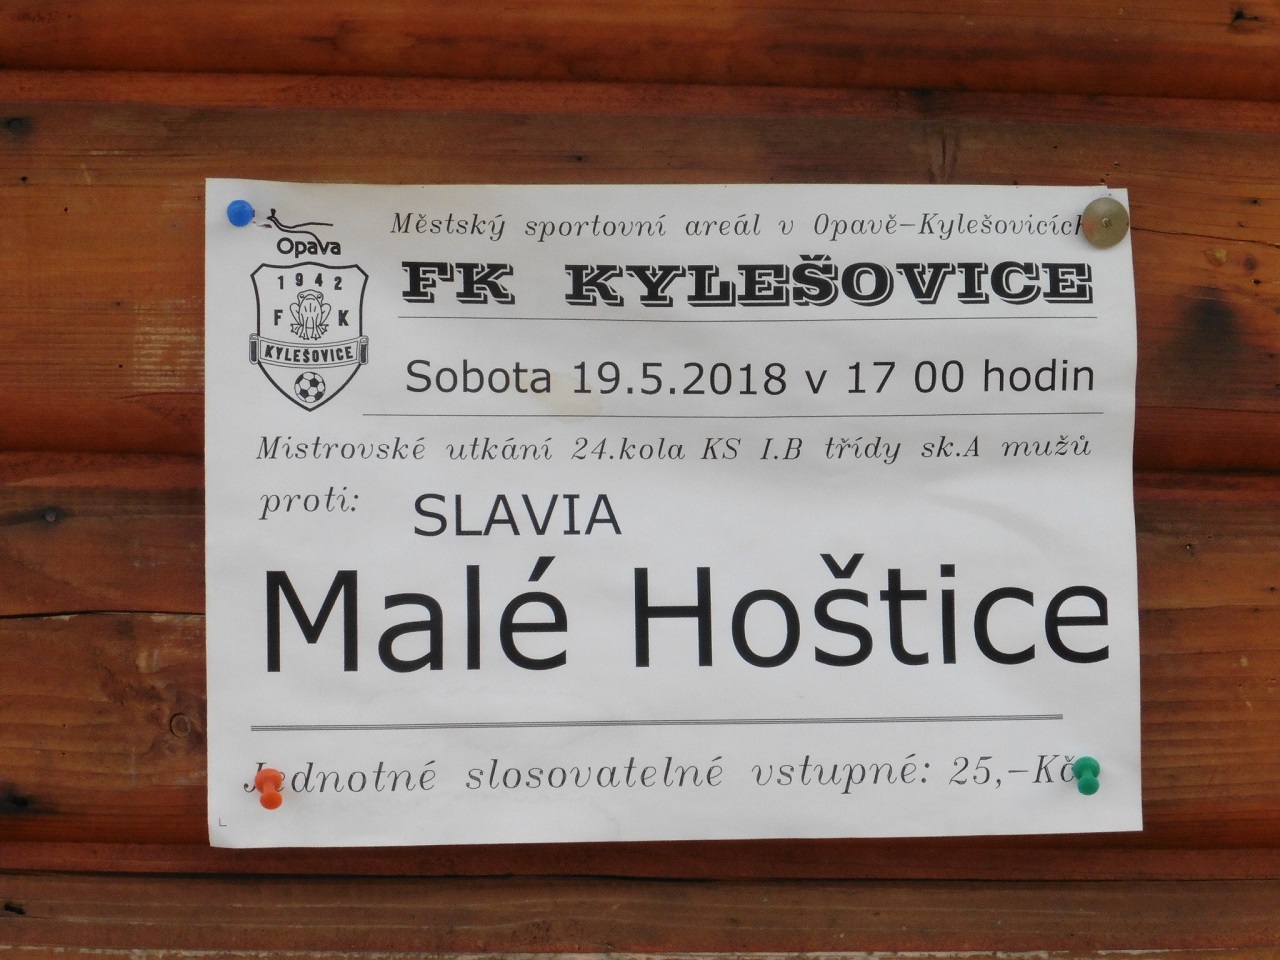 Městský sportovní areál v Opavě-Kylešovicích
Opava
FK KYLEŠOVICE
1942
F K
KYLEŠOVICE
Sobota 19.5.2018 v 17 00 hodin
Mistrovské utkání 24.kola KS I.B třídy sk.A mužů
proti: SLAVIA
Malé Hoštice
Jednotné slosovatelné vstupné: 25,-Kč